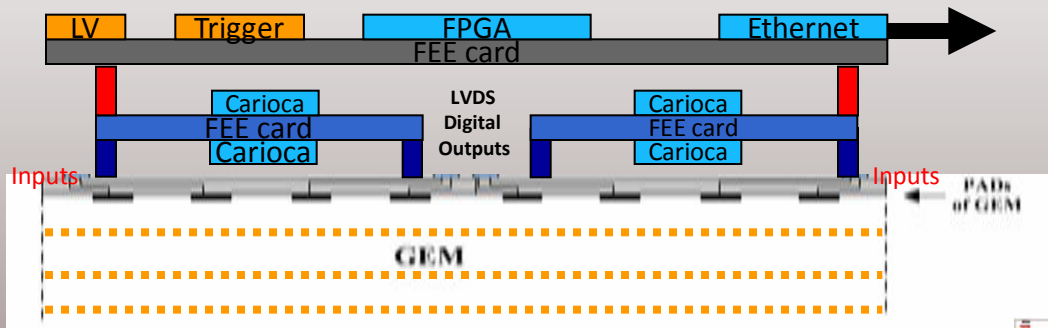 LV Trigger FPGA Ethernet
FEE card
Carioca LVDS Carioca
FEE card Digital FEE card
Carioca Outputs Carioca
Inputs Inputs
PADs
of GEM
GEM